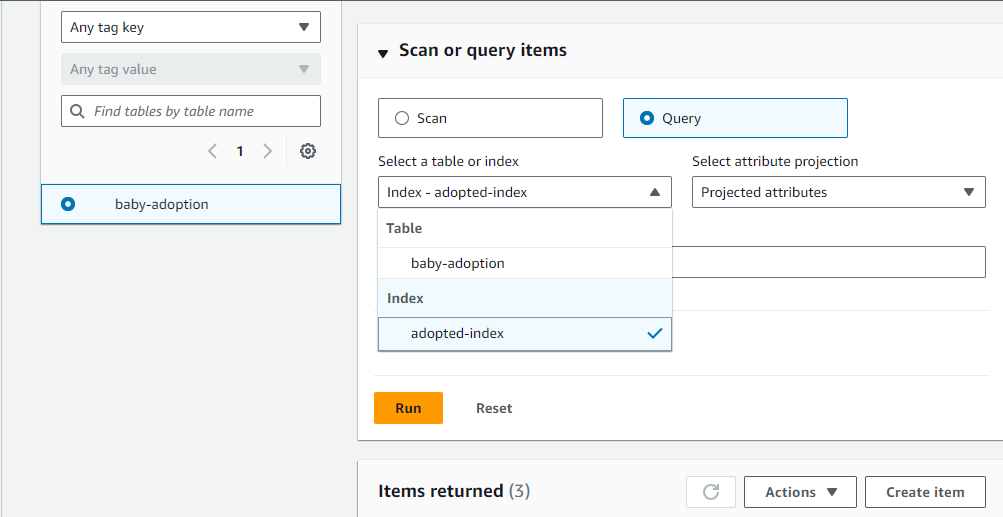 Any tag key
Any tag value
Find tables by table name
1
baby-adoption
Scan or query items
Scan
Query
Select a table or index
Select attribute projection
Index - adopted-index
Projected attributes
Table
baby-adoption
Index
adopted-index
Run
Reset
Items returned (3)
Actions
Create item